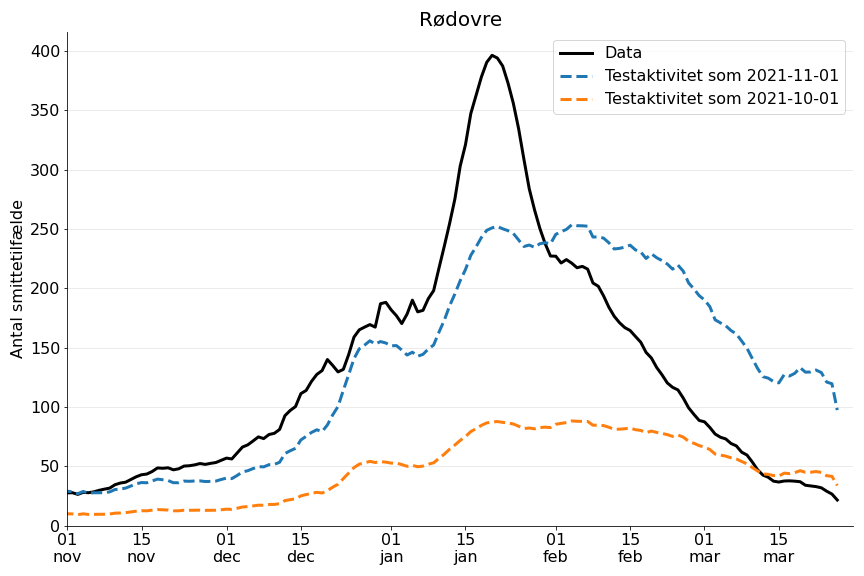 Rødovre
Data
Testaktivitet som 2021-11-01
Testaktivitet som 2021-10-01
Antal smittetilfælde
400
350
300
250
200
150
100
50
0
01 15 01 15 01 15 01 15 01 15
nov nov dec dec jan jan feb feb mar mar